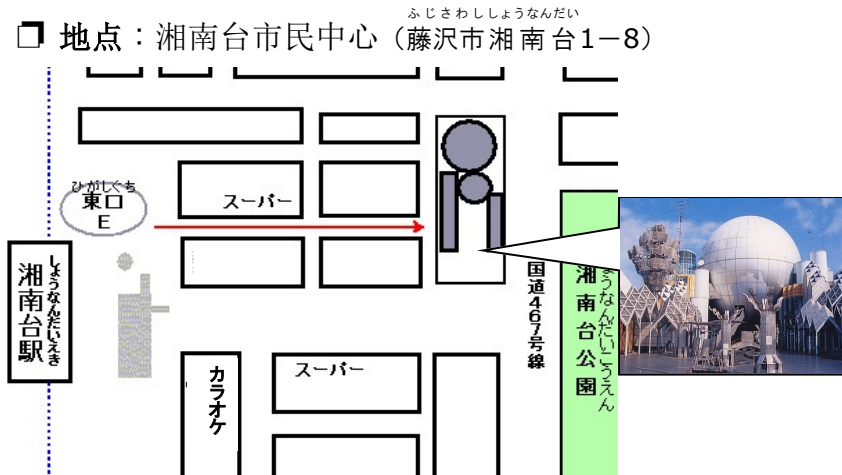 ふじさわししょうなんだい
❐ 地点：湘南台市民中心（藤沢市湘南台1－8）
ひがしぐち
東口
E
スーパー
湘南台駅
しょうなんだいえき
国道467号線
湘南台公園
ようなんだいこうえん
カラオケ
スーパー